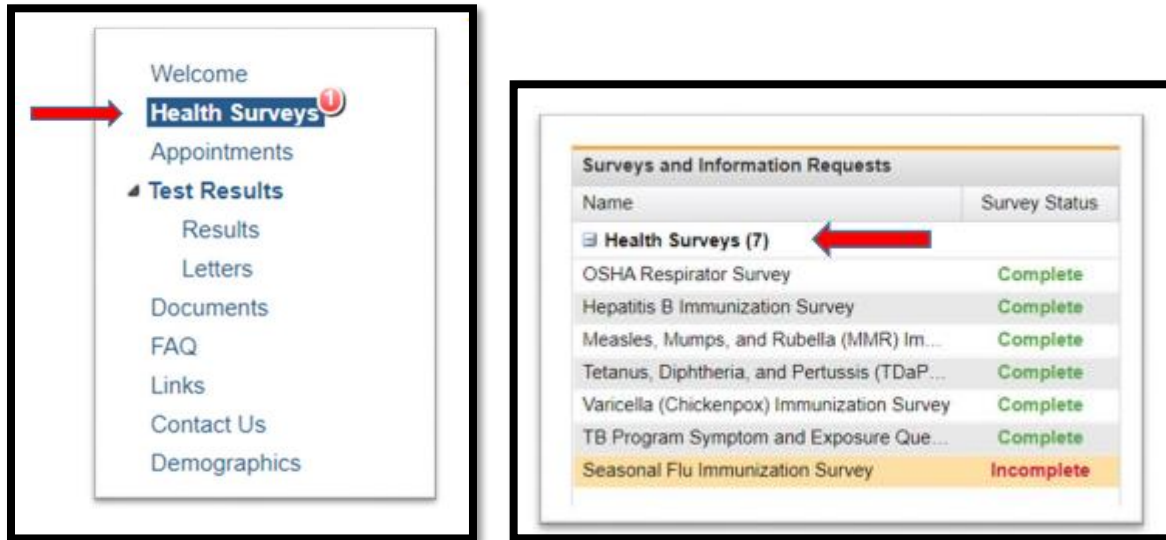 Welcome
Health Surveys 1
Appointments
Test Results
Results
Letters
Documents
FAQ
Links
Contact Us
Demographics
Surveys and Information Requests
Name Survey Status
Health Surveys (7)
OSHA Respirator Survey Complete
Hepatitis B Immunization Survey Complete
Measles, Mumps, and Rubella (MMR) Im... Complete
Tetanus, Diphtheria, and Pertussis (TDaP... Complete
Varicella (Chickenpox) Immunization Survey Complete
TB Program Symptom and Exposure Que... Complete
Seasonal Flu Immunization Survey Incomplete